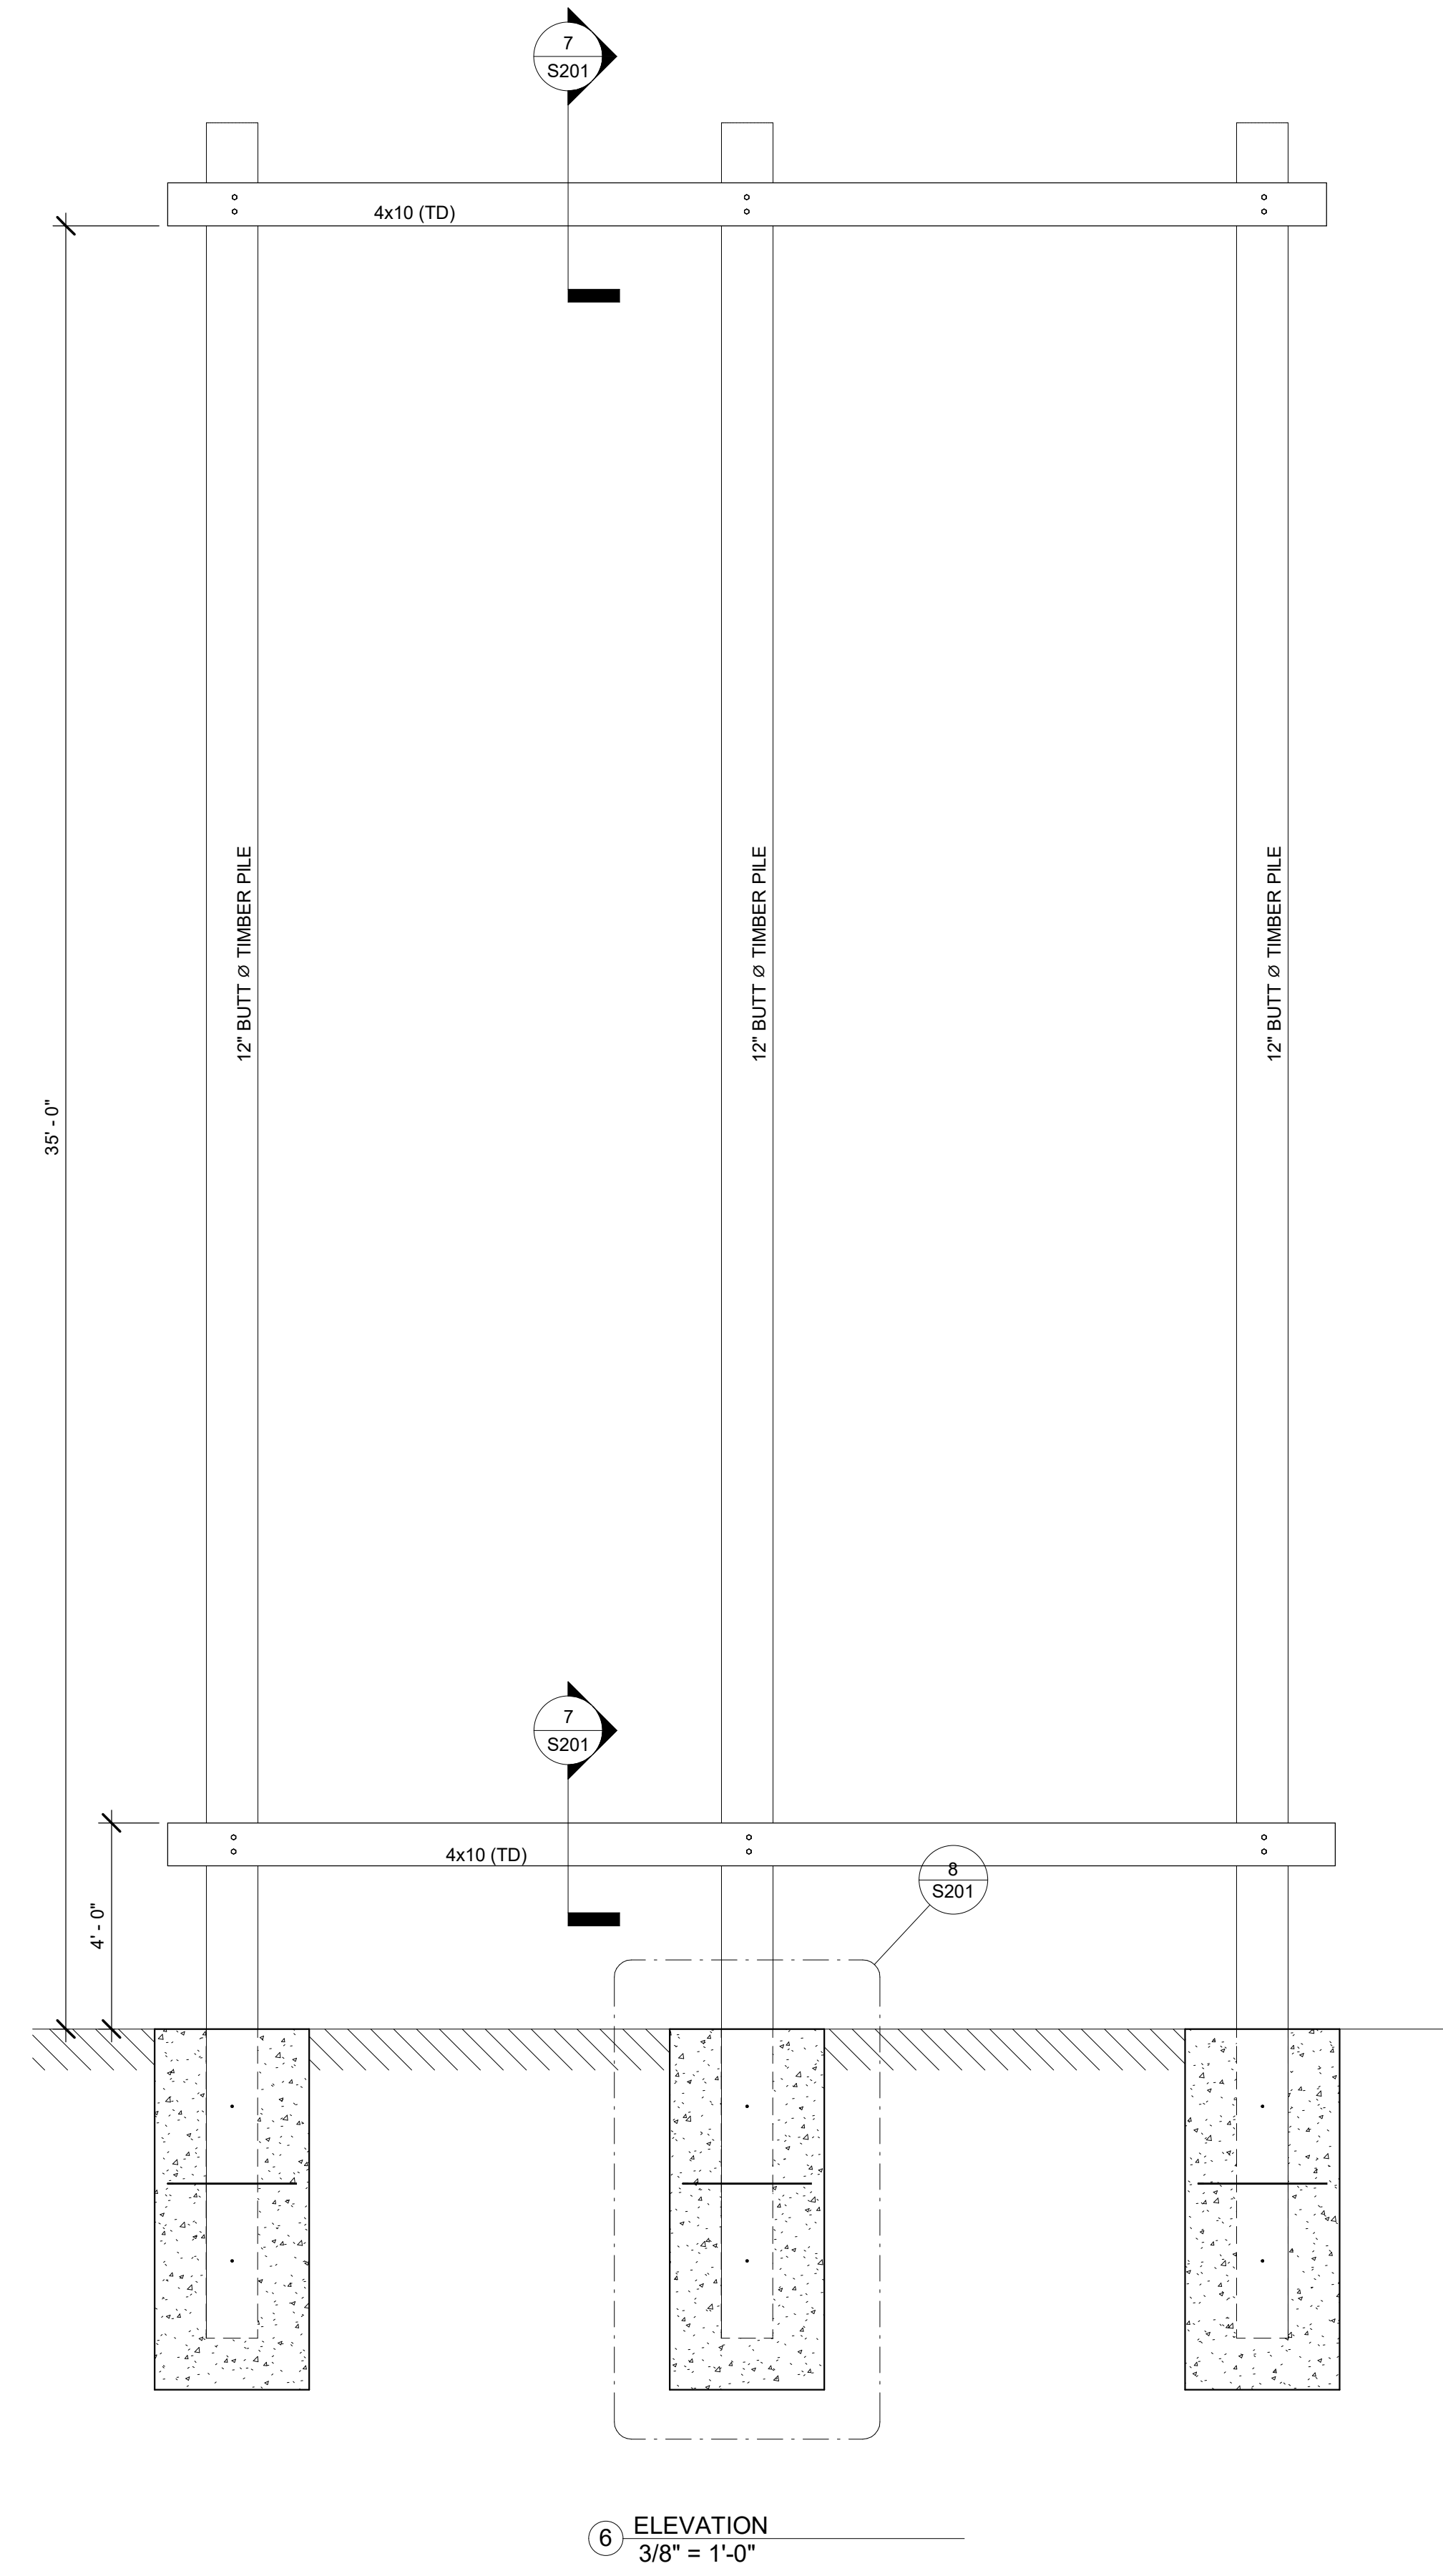 7
S201
4x10 (TD)
12" BUTT Ø TIMBER PILE
12" BUTT Ø TIMBER PILE
12" BUTT Ø TIMBER PILE
35' - 0"
7
S201
4x10 (TD)
8
S201
4' - 0"
6
ELEVATION
3/8" = 1'-0"